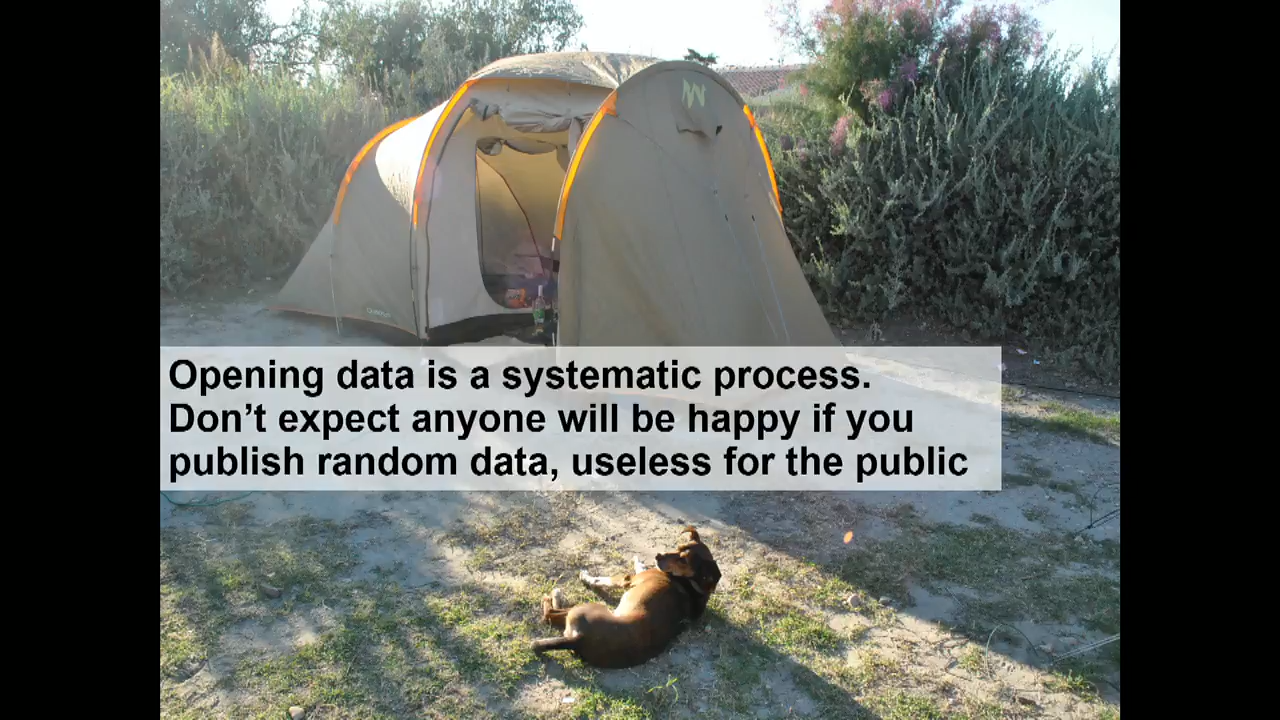 Opening data is a systematic process.
Don’t expect anyone will be happy if you
publish random data, useless for the public